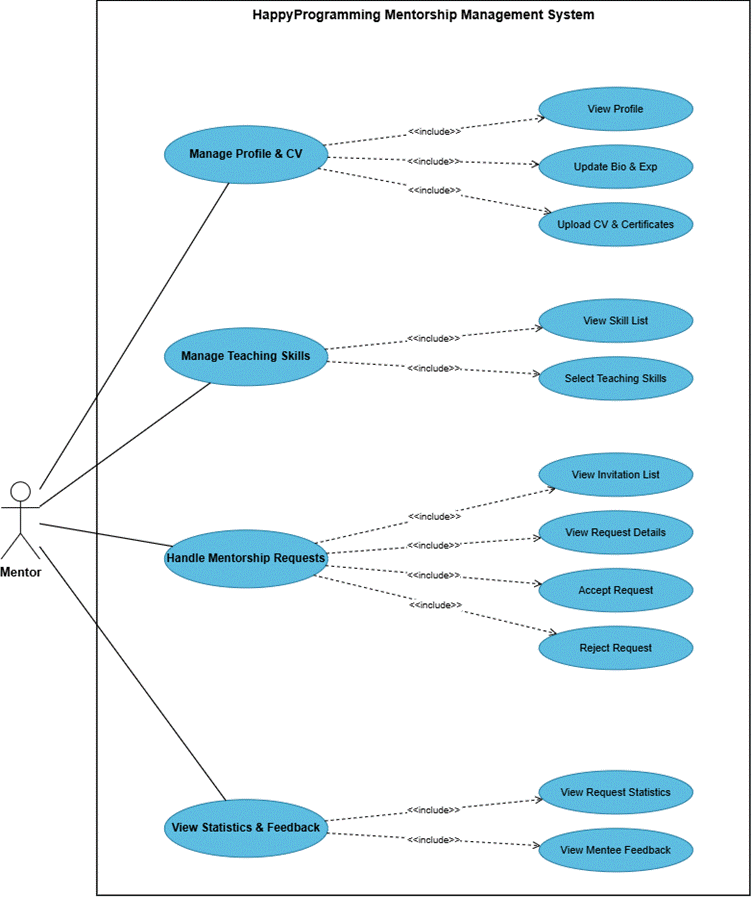 HappyProgramming Mentorship Management System
View Profile
<<include>>
Manage Profile & CV
<<include>>
Update Bio & Exp
<<include>>
Upload CV & Certificates
View Skill List
<<include>>
Manage Teaching Skills
<<include>>
Select Teaching Skills
View Invitation List
<<include>>
View Request Details
<<include>>
Handle Mentorship Requests
<<include>>
Accept Request
<<include>>
Reject Request
Mentor
View Request Statistics
<<include>>
View Statistics & Feedback
<<include>>
View Mentee Feedback